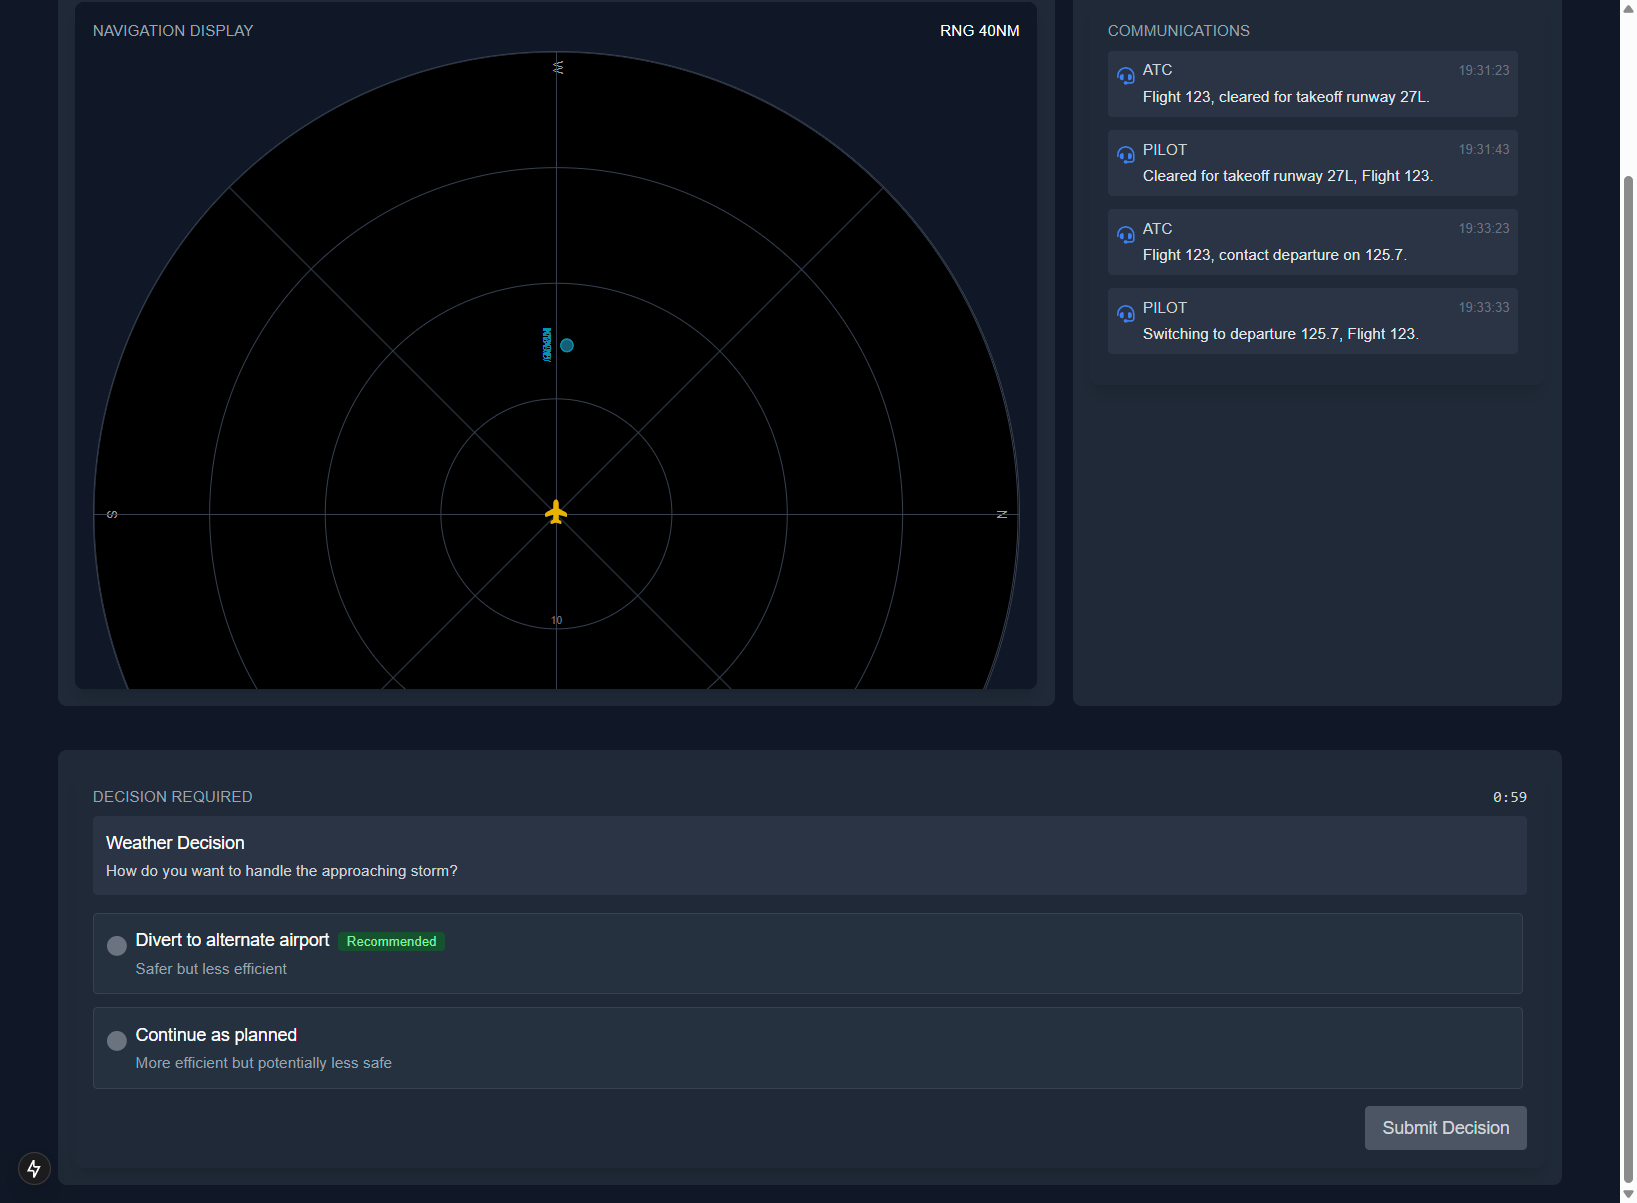 NAVIGATION DISPLAY
RNG 40NM
W
S
N
10
COMMUNICATIONS
ATC
19:31:23
Flight 123, cleared for takeoff runway 27L.
PILOT
19:31:43
Cleared for takeoff runway 27L, Flight 123.
ATC
19:33:23
Flight 123, contact departure on 125.7.
PILOT
19:33:33
Switching to departure 125.7, Flight 123.
DECISION REQUIRED
0:59
Weather Decision
How do you want to handle the approaching storm?
Divert to alternate airport
Recommended
Safer but less efficient
Continue as planned
More efficient but potentially less safe
Submit Decision